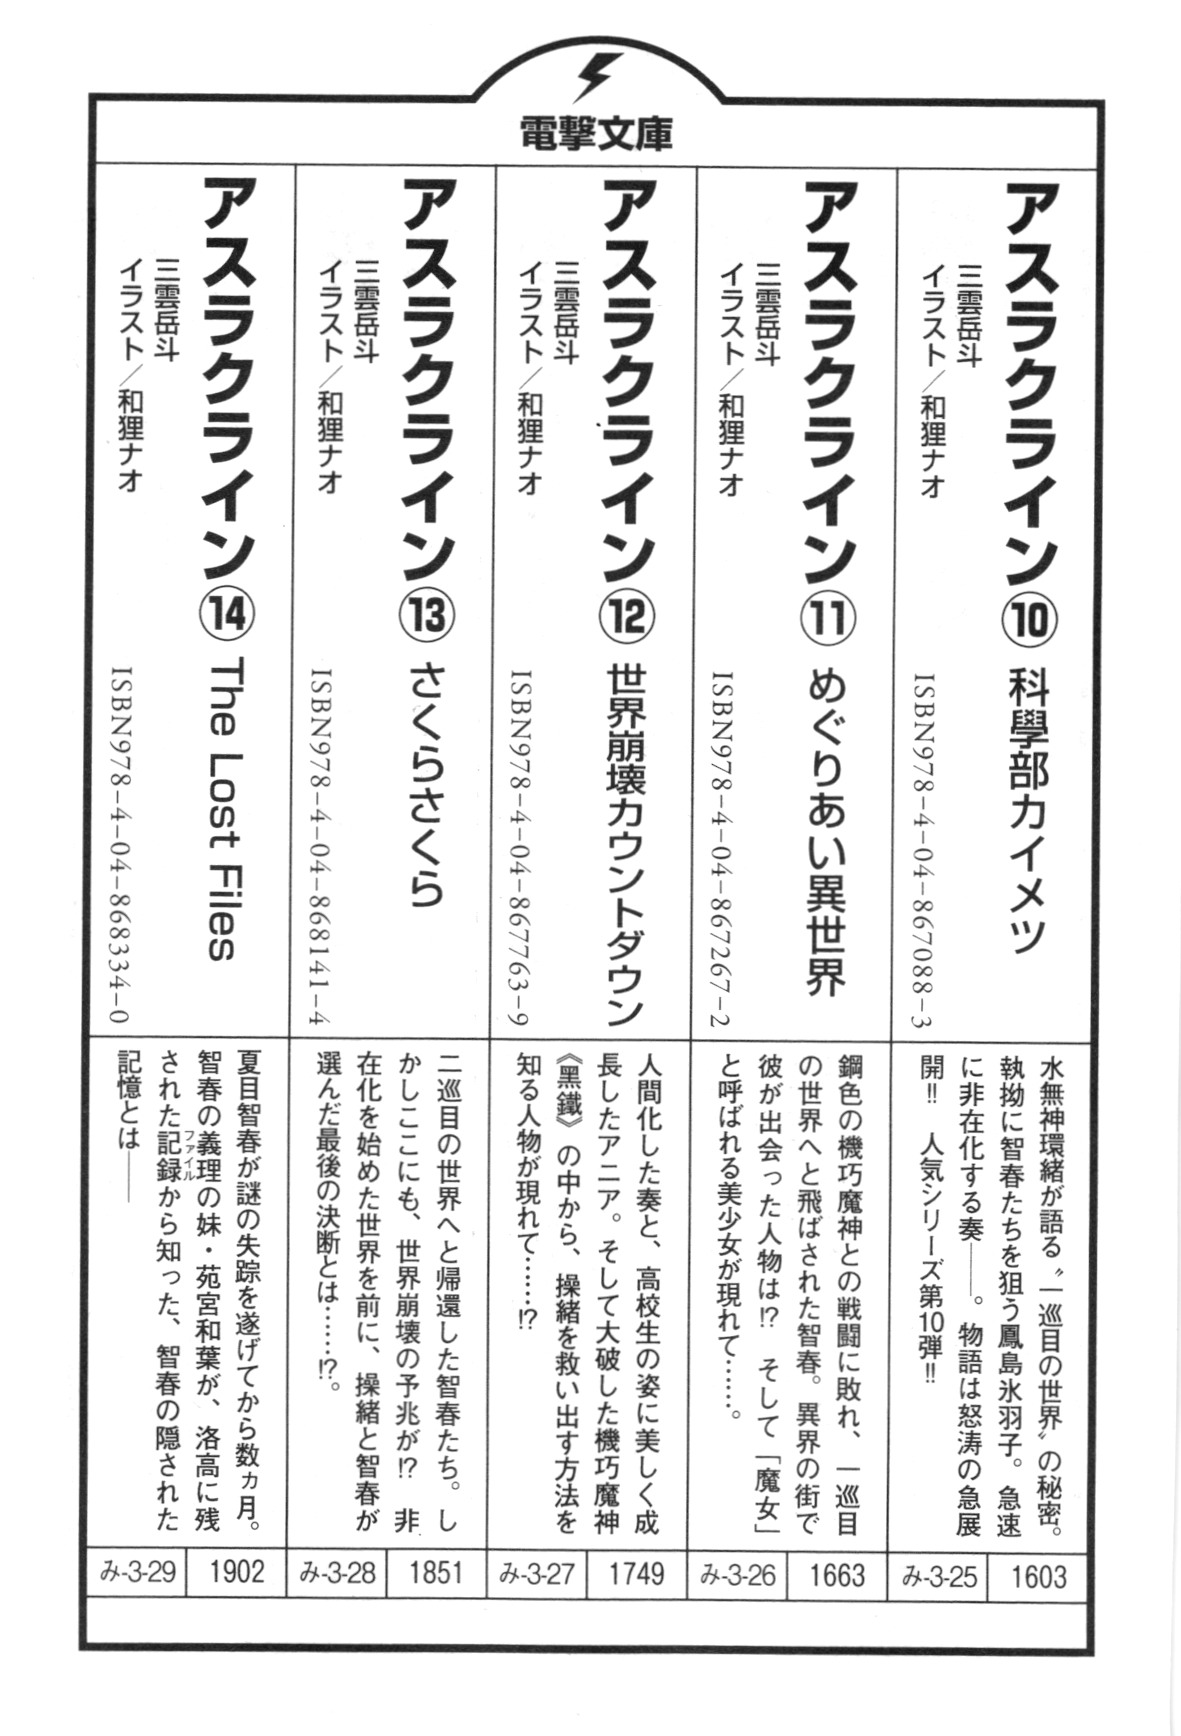 電撃文庫
アスラクライン⑩ 科學部カイメツ
三雲岳斗
イラスト/和狸ナオ
ISBN978-4-04-867088-3
水無神環緒が語る〝一巡目の世界〟の秘密。
執拗に智春たちを狙う鳳島氷羽子。急速
に非在化する奏――。物語は怒涛の急展
開!! 人気シリーズ第10弾!!
み-3-25
1603
アスラクライン⑪ めぐりあい異世界
三雲岳斗
イラスト/和狸ナオ
ISBN978-4-04-867267-2
鋼色の機巧魔神との戦闘に敗れ、一巡目
の世界へと飛ばされた智春。異界の街で
彼が出会った人物は!? そして「魔女」
と呼ばれる美少女が現れて……。
み-3-26
1663
アスラクライン⑫ 世界崩壊カウントダウン
三雲岳斗
イラスト/和狸ナオ
ISBN978-4-04-867763-9
人間化した奏と、高校生の姿に美しく成
長したアニア。そして大破した機巧魔神
《黑鐵》の中から、操緒を救い出す方法を
知る人物が現れて……!?
み-3-27
1749
アスラクライン⑬ さくらさくら
三雲岳斗
イラスト/和狸ナオ
ISBN978-4-04-868141-4
二巡目の世界へと帰還した智春たち。し
かしここにも、世界崩壊の予兆が!? 非
在化を始めた世界を前に、操緒と智春が
選んだ最後の決断とは……!?。
み-3-28
1851
アスラクライン⑭ The Lost Files
三雲岳斗
イラスト/和狸ナオ
ISBN978-4-04-868334-0
夏目智春が謎の失踪を遂げてから数ヵ月。
智春の義理の妹・苑宮和葉が、洛高に残
ファイル
された記録から知った、智春の隠された
記憶とは――
み-3-29
1902